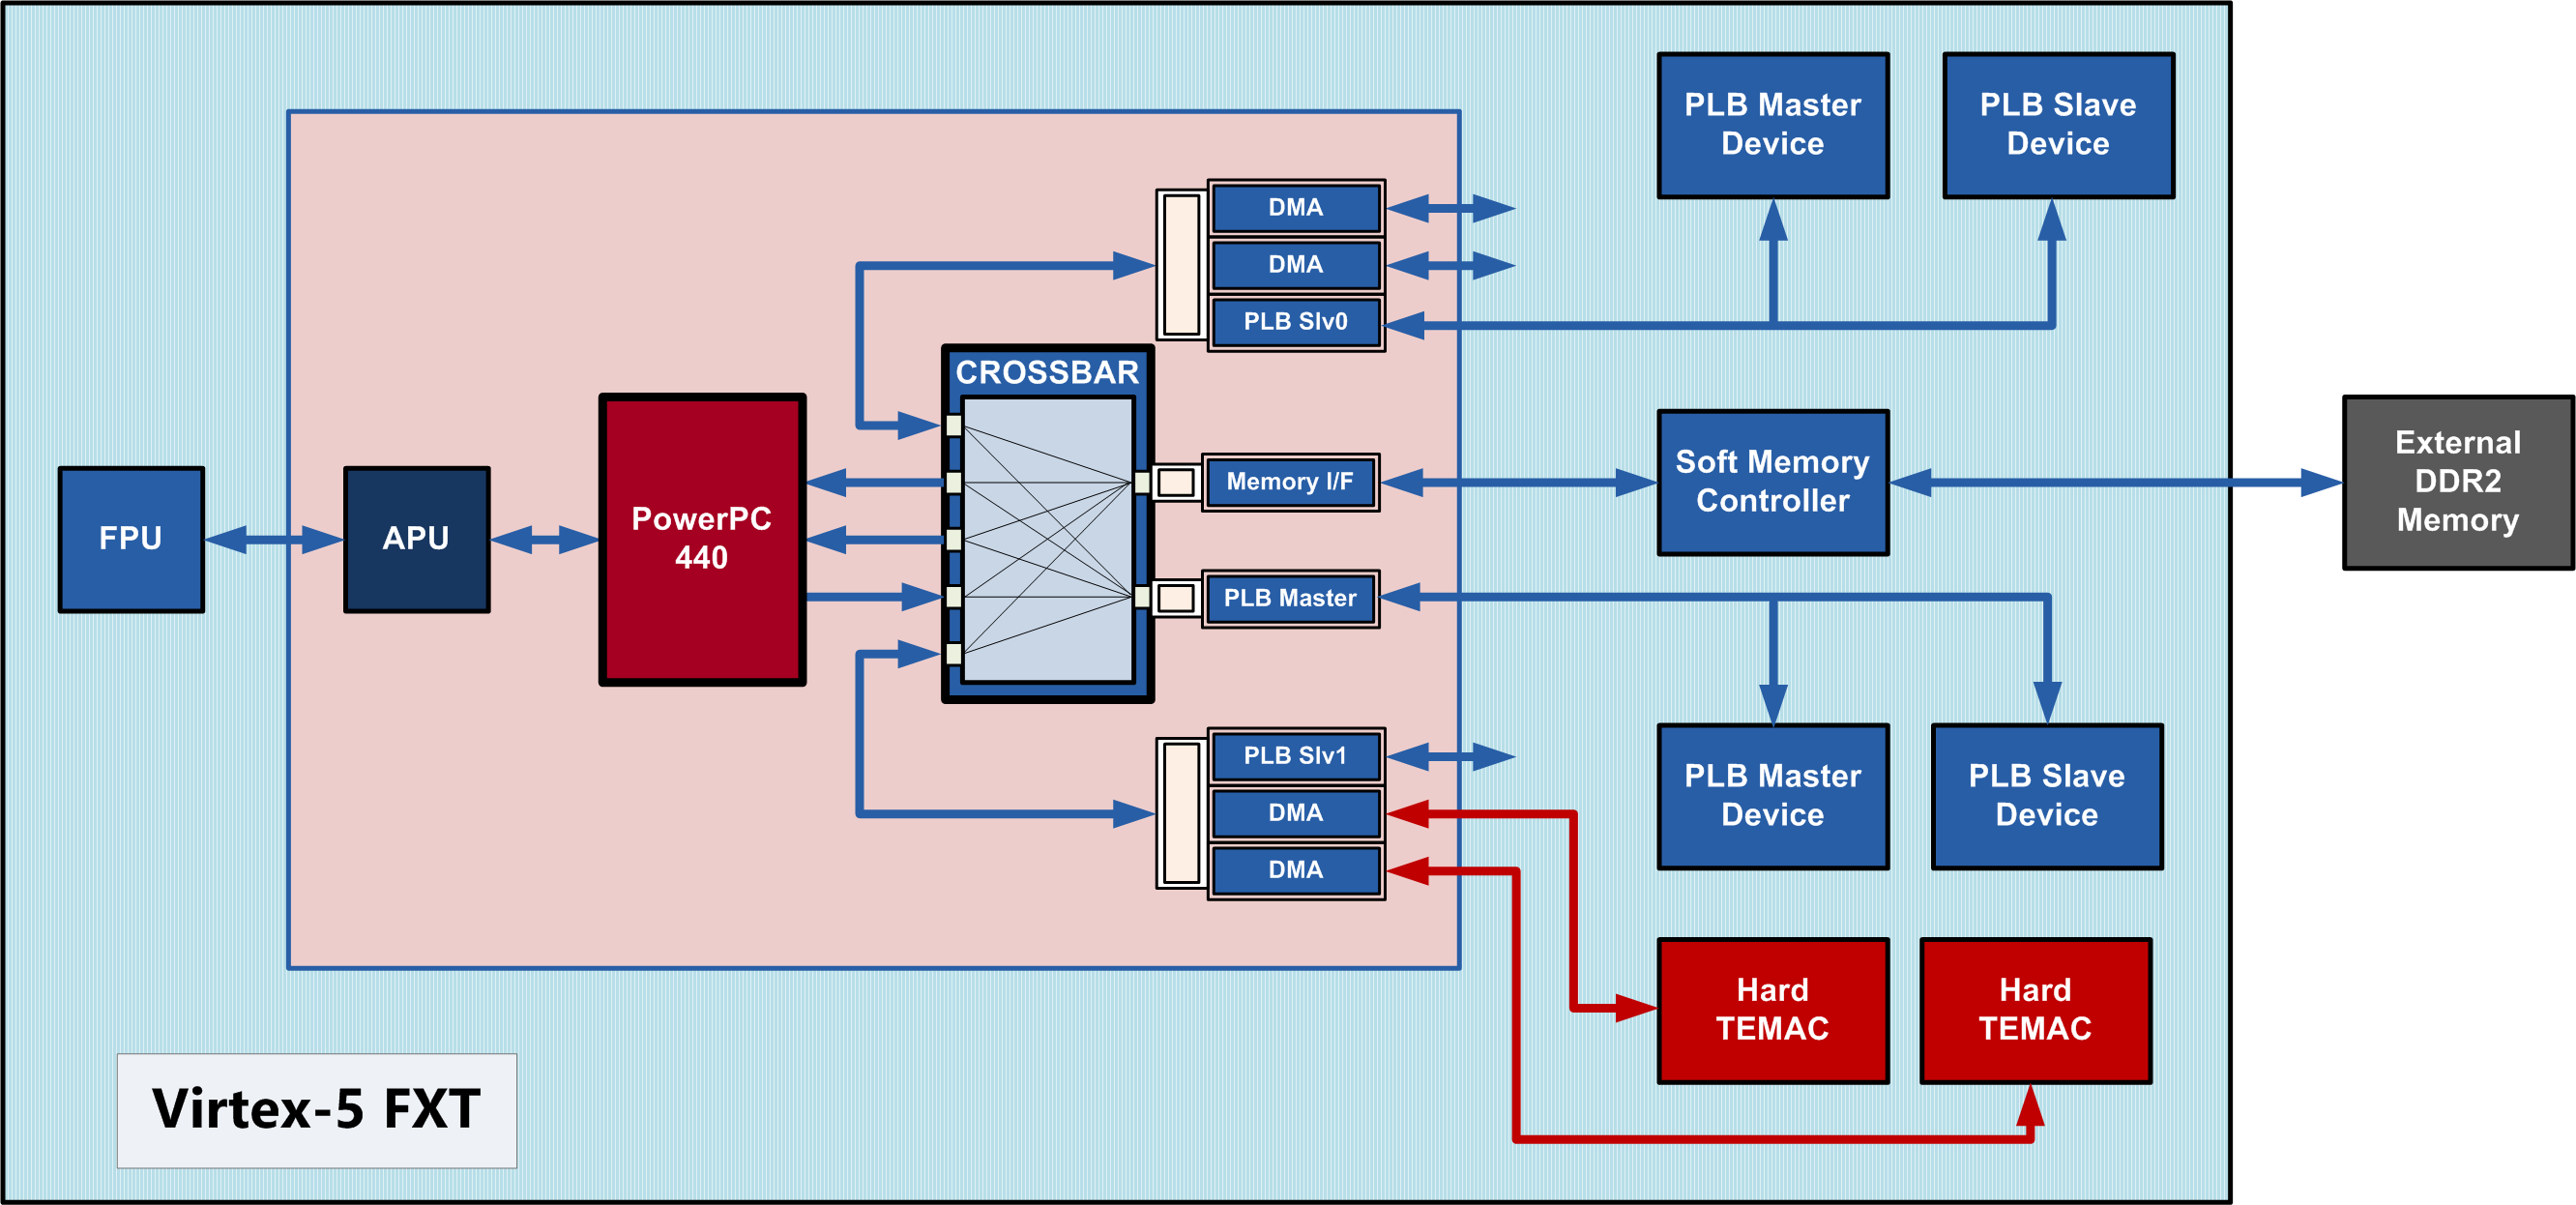 PLB Master
Device
PLB Slave
Device
DMA
DMA
PLB Slv0
CROSSBAR
PowerPC
440
FPU
APU
Memory I/F
PLB Master
Soft Memory
Controller
External
DDR2
Memory
PLB Slv1
DMA
DMA
PLB Master
Device
PLB Slave
Device
Hard
TEMAC
Hard
TEMAC
Virtex-5 FXT